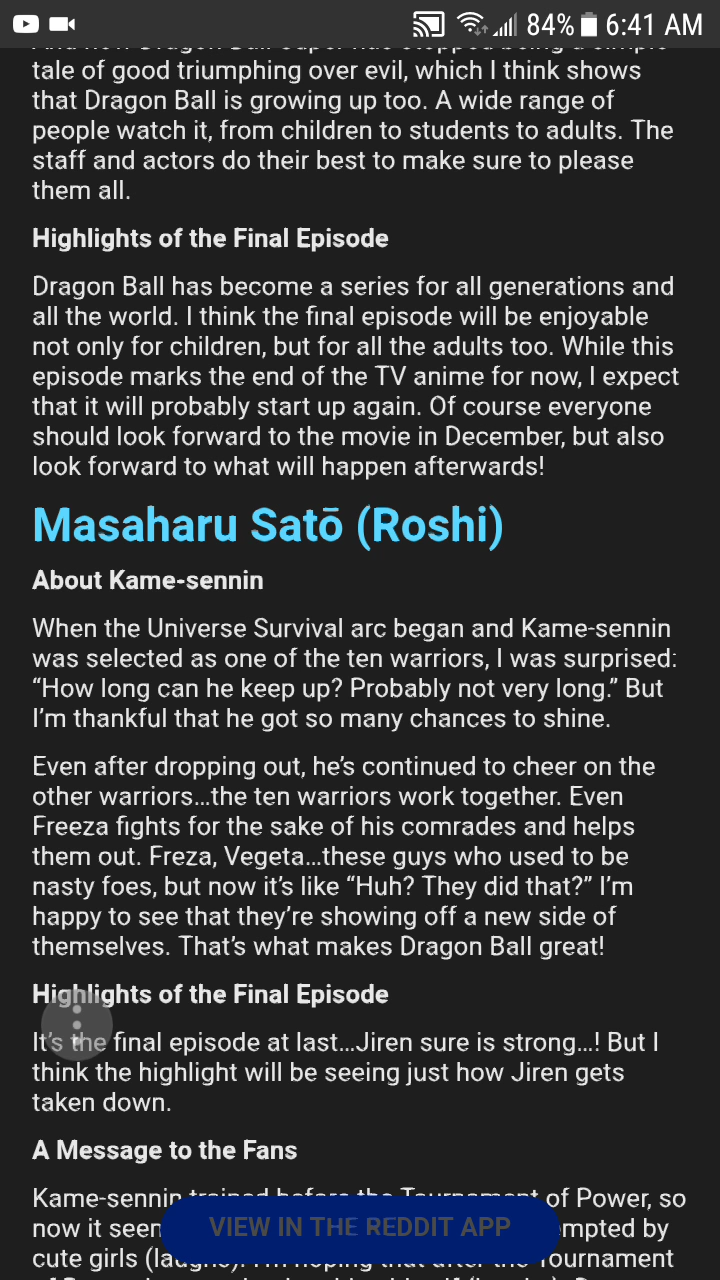 84% 6:41 AM
tale of good triumphing over evil, which I think shows
that Dragon Ball is growing up too. A wide range of
people watch it, from children to students to adults. The
staff and actors do their best to make sure to please
them all.
Highlights of the Final Episode
Dragon Ball has become a series for all generations and
all the world. I think the final episode will be enjoyable
not only for children, but for all the adults too. While this
episode marks the end of the TV anime for now, I expect
that it will probably start up again. Of course everyone
should look forward to the movie in December, but also
look forward to what will happen afterwards!
Masaharu Satō (Roshi)
About Kame-sennin
When the Universe Survival arc began and Kame-sennin
was selected as one of the ten warriors, I was surprised:
“How long can he keep up? Probably not very long.” But
I’m thankful that he got so many chances to shine.
Even after dropping out, he’s continued to cheer on the
other warriors…the ten warriors work together. Even
Freeza fights for the sake of his comrades and helps
them out. Freza, Vegeta…these guys who used to be
nasty foes, but now it’s like “Huh? They did that?” I’m
happy to see that they’re showing off a new side of
themselves. That’s what makes Dragon Ball great!
Highlights of the Final Episode
It’s the final episode at last…Jiren sure is strong…! But I
think the highlight will be seeing just how Jiren gets
taken down.
A Message to the Fans
Kame-sennin trained before the Tournament of Power, so
now it
VIEW IN THE REDDIT APP
by
cute girls